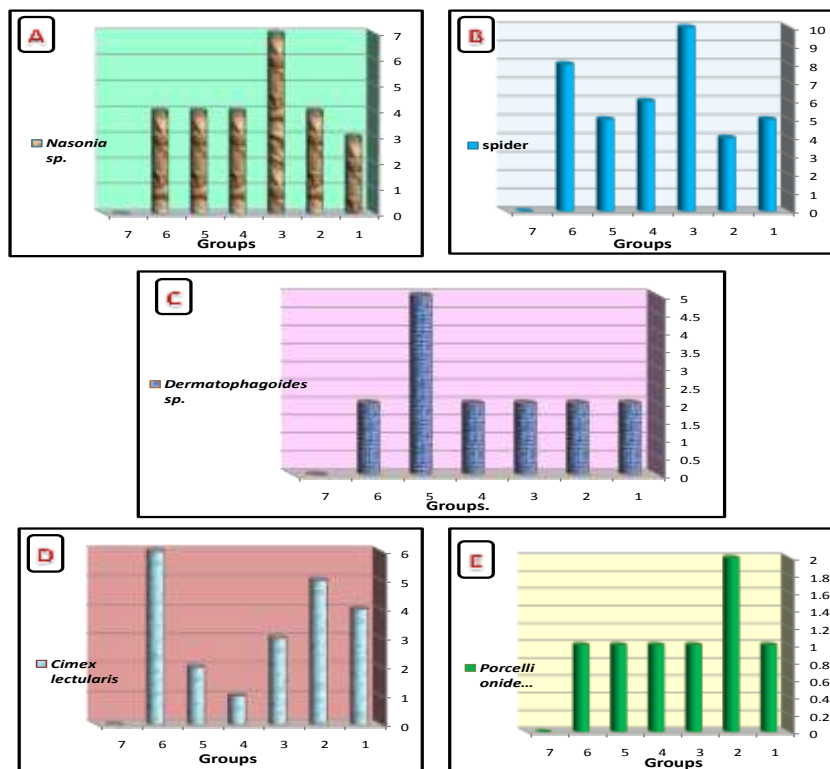 A
7
6
5
4
3
2
1
0
Nasonia
sp.
7 6 5 4 3 2 1
Groups
B
10
9
8
7
6
5
4
3
2
1
0
spider
7 6 5 4 3 2 1
Groups
C
5
4.5
4
3.5
3
2.5
2
1.5
1
0.5
0
Dermatophagoides
sp.
7 6 5 4 3 2 1
Groups.
D
6
5
4
3
2
1
0
Cimex
lectularis
7 6 5 4 3 2 1
Groups
E
2
1.8
1.6
1.4
1.2
1
0.8
0.6
0.4
0.2
0
Porcelli
onide...
7 6 5 4 3 2 1
Groups